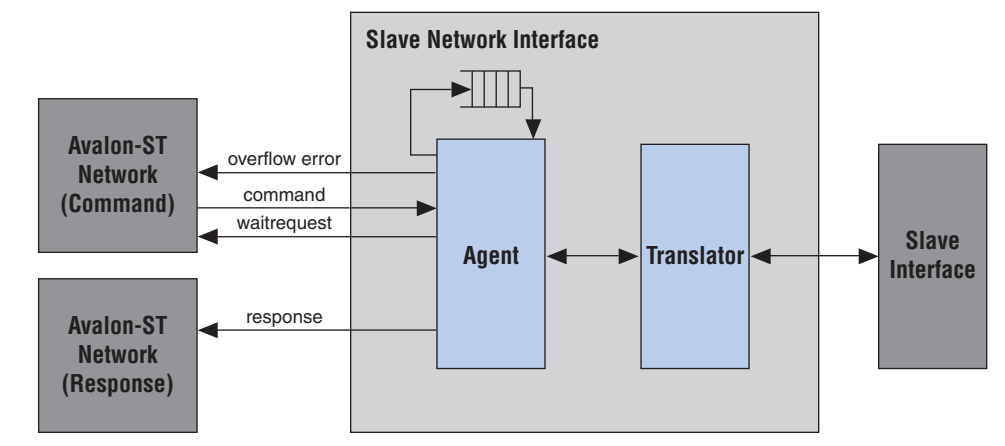 Slave Network Interface
Avalon-ST
Network
(Command)
overflow error
command
waitrequest
Agent
Translator
Slave
Interface
Avalon-ST
Network
(Response)
response